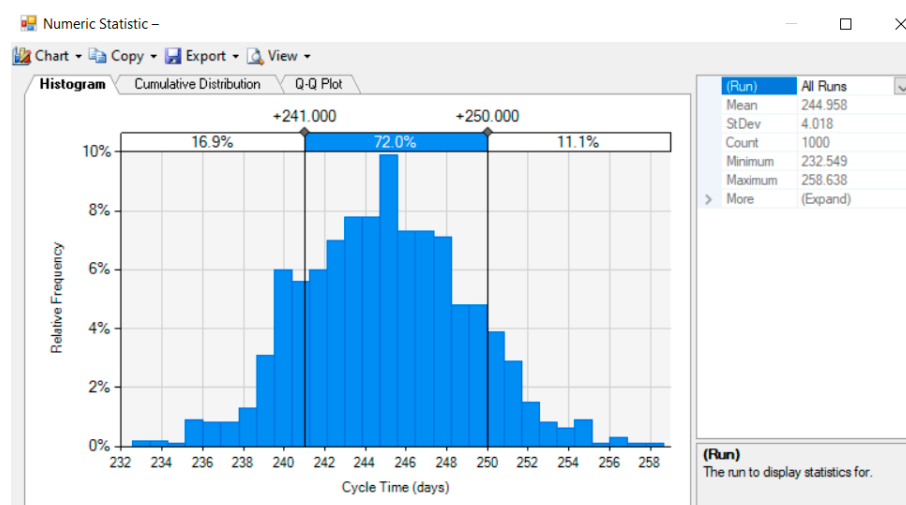 Numeric Statistic –
Chart Copy Export View
Histogram Cumulative Distribution Q-Q Plot
+241.000 +250.000
16.9% 72.0% 11.1%
10%
8%
6%
4%
2%
0%
Relative Frequency
232 234 236 238 240 242 244 246 248 250 252 254 256 258
Cycle Time (days)
(Run) All Runs
Mean 244.958
StDev 4.018
Count 1000
Minimum 232.549
Maximum 258.638
More (Expand)
(Run)
The run to display statistics for.